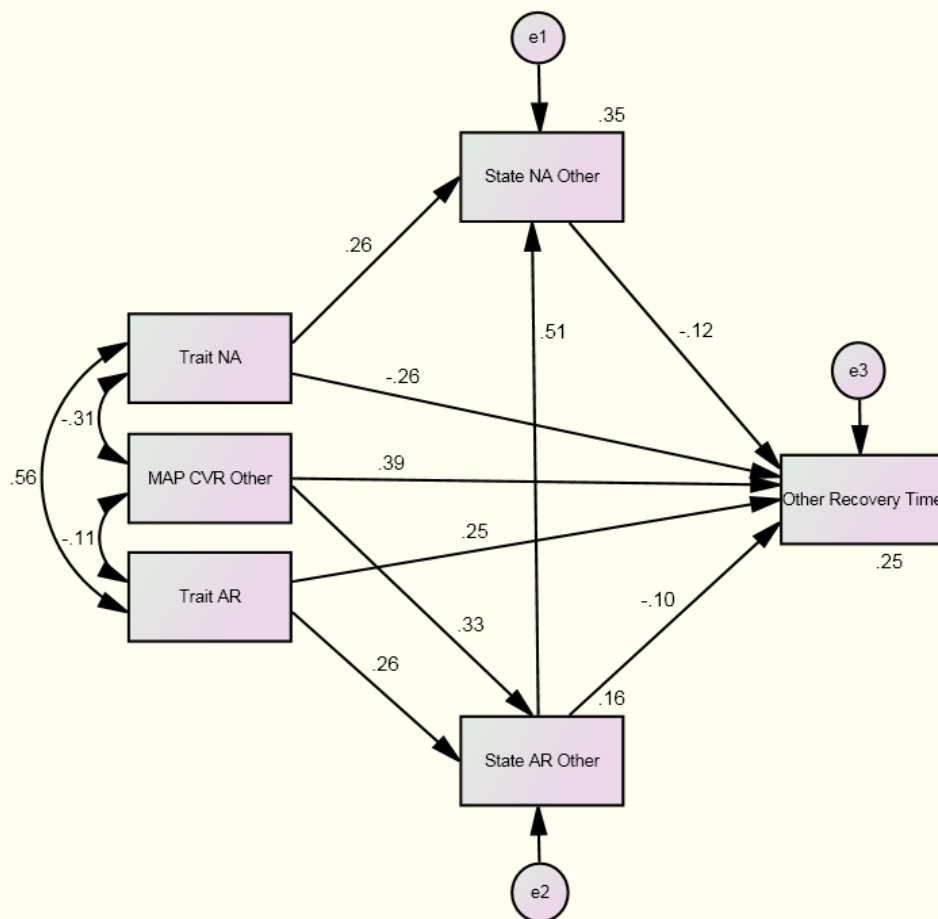 e1
.35
State NA Other
.26
Trait NA
.51
-.12
-.26
e3
-.31
.56
MAP CVR Other
.39
Other Recovery Time
-.11
.25
.25
Trait AR
-.10
.33
.26
.16
State AR Other
e2